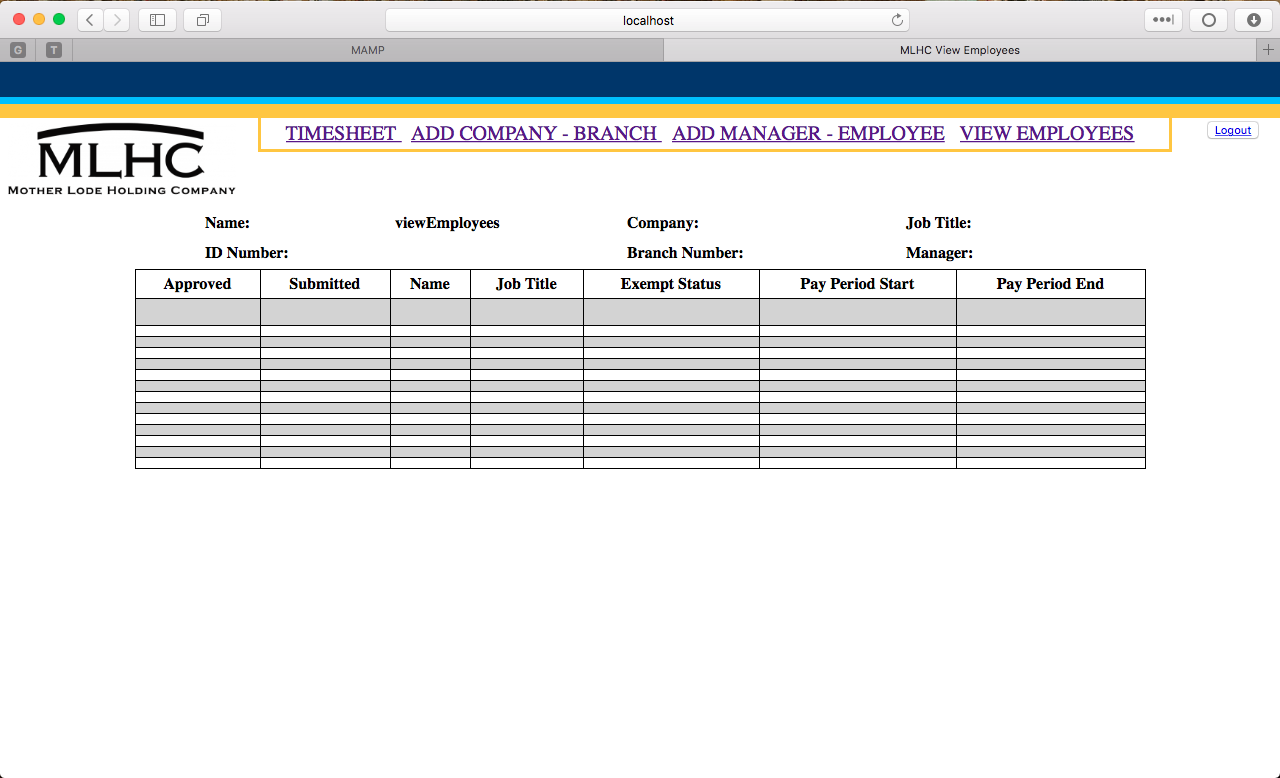 localhost
G T MAMP MLHC View Employees
TIMESHEET ADD COMPANY - BRANCH ADD MANAGER - EMPLOYEE VIEW EMPLOYEES Logout
MLHC
MOTHER LODE HOLDING COMPANY
Name: viewEmployees Company: Job Title:
ID Number: Branch Number: Manager:
Approved Submitted Name Job Title Exempt Status Pay Period Start Pay Period End